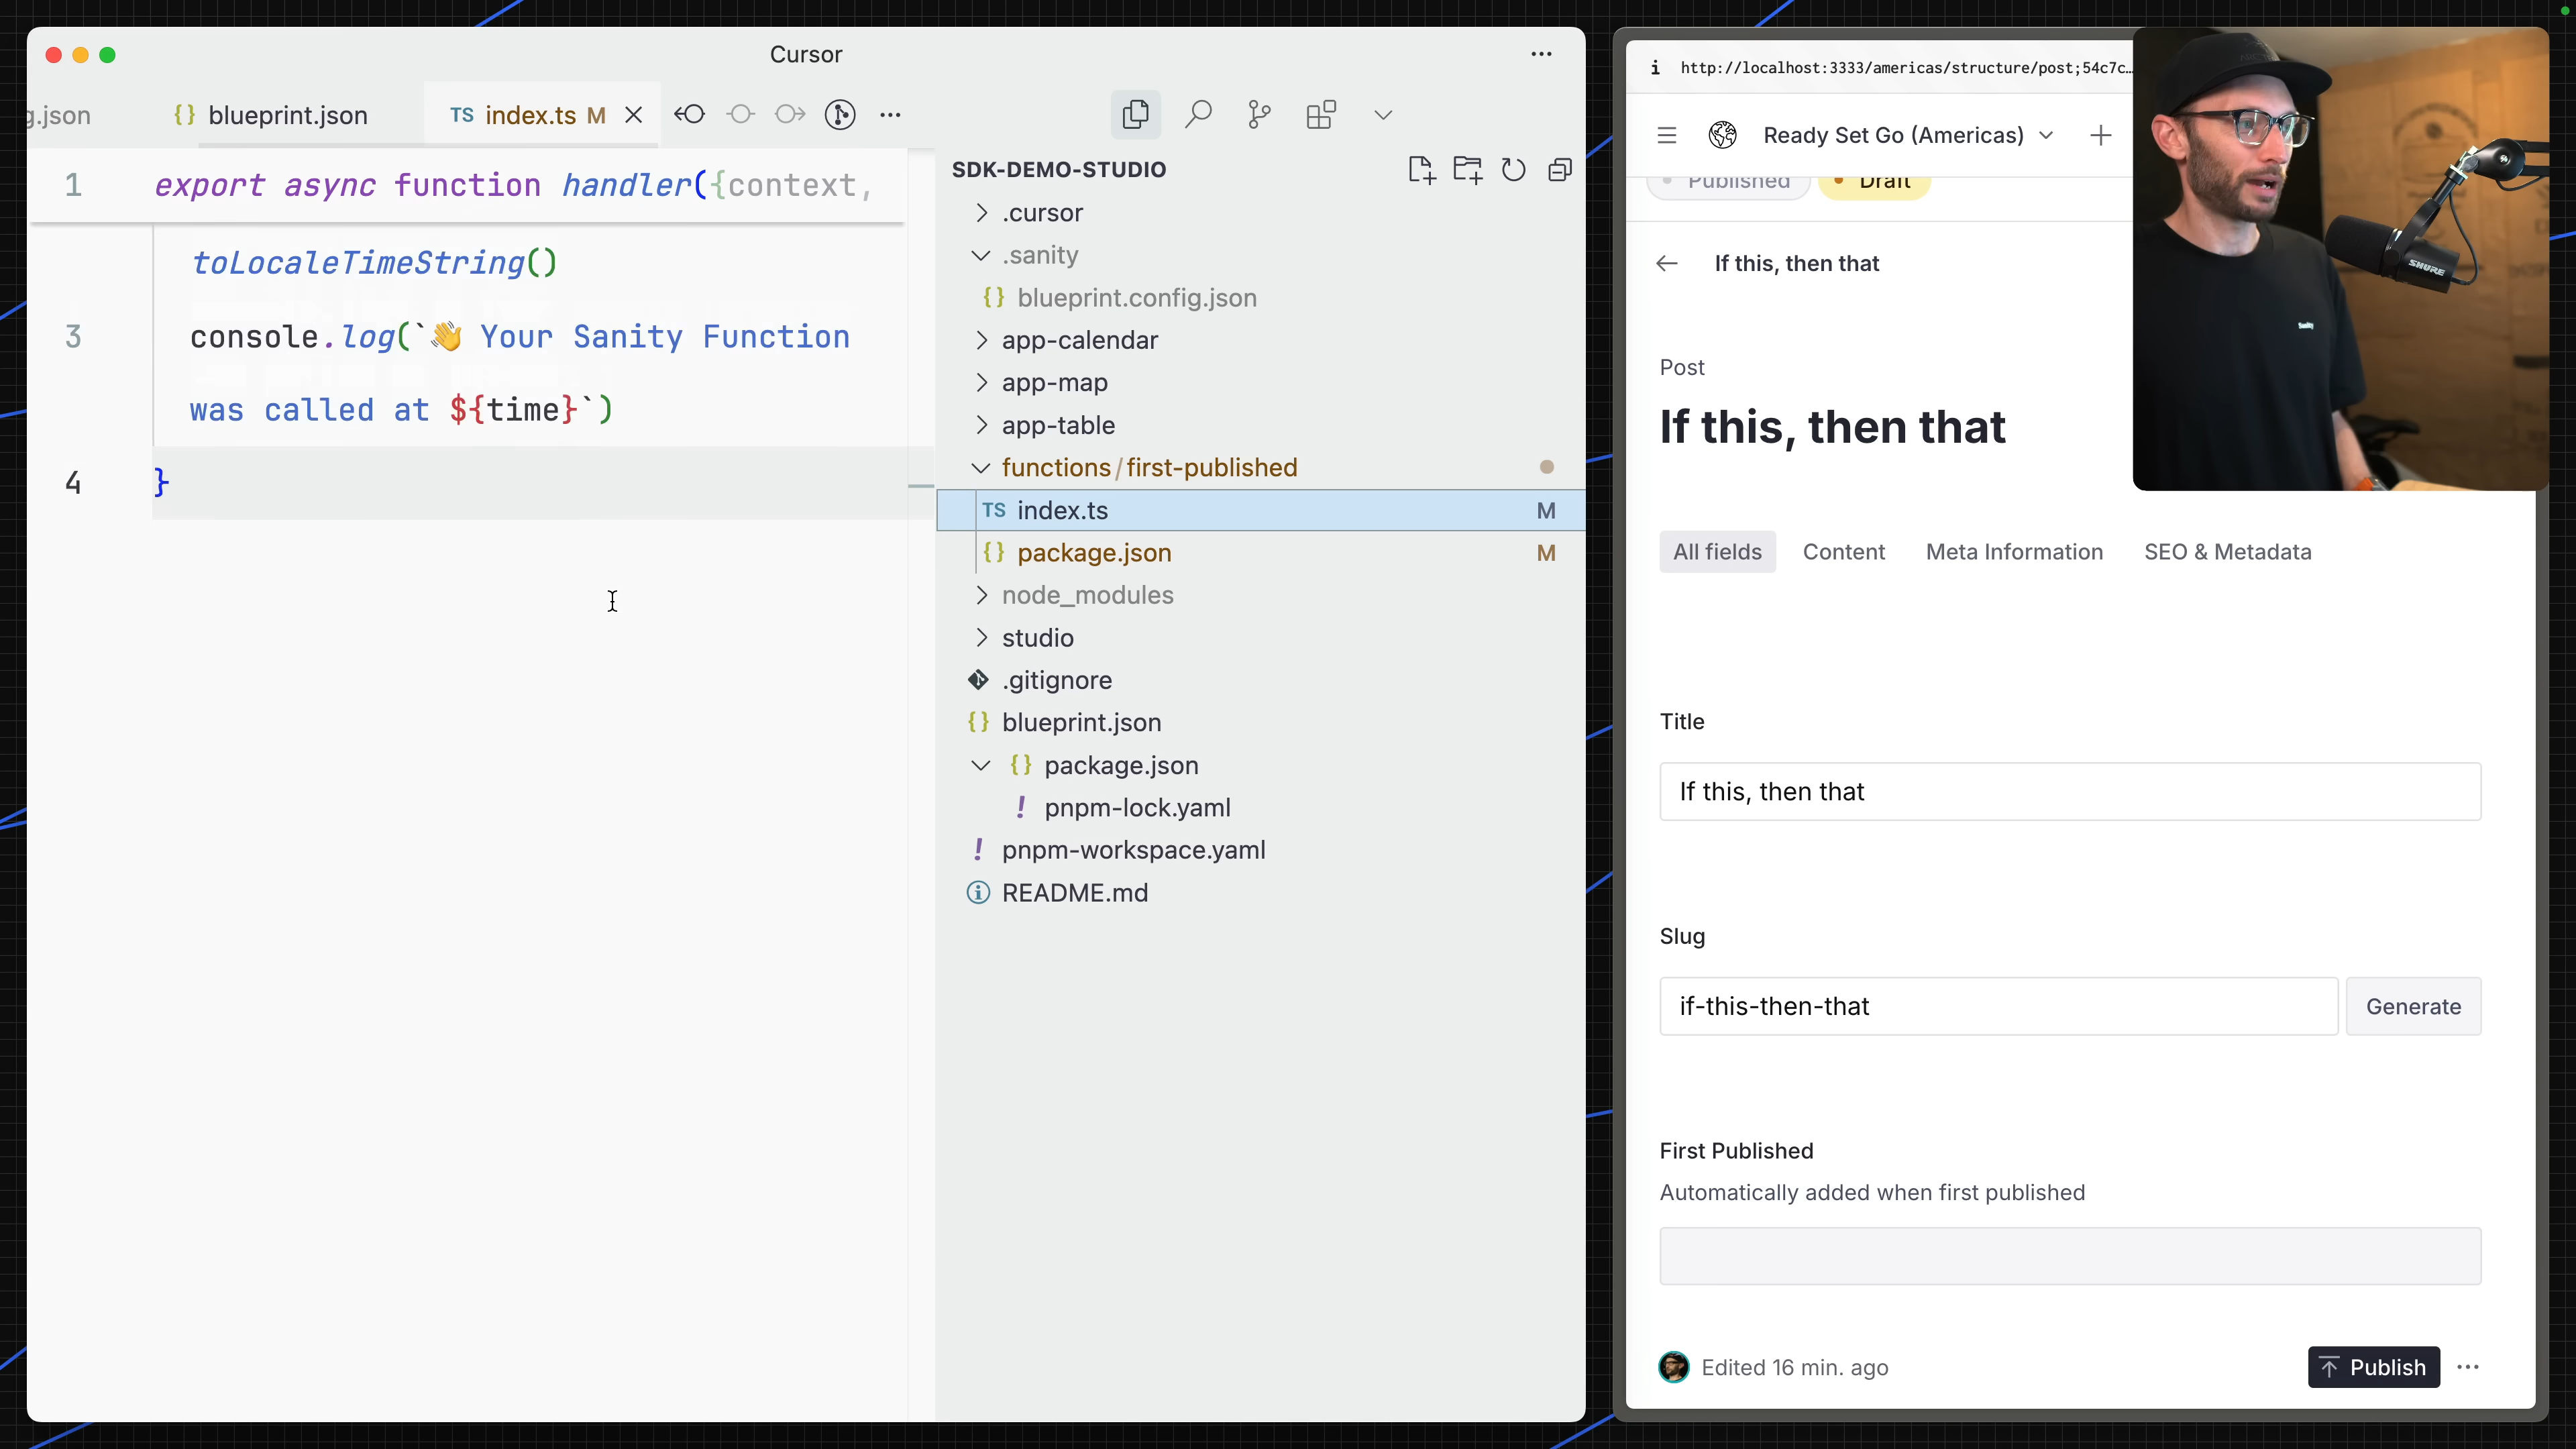 Cursor
g.json
{} blueprint.json
TS index.ts M
1 export async function handler({context,
toLocaleTimeString()
3 console.log(`👋 Your Sanity Function
was called at ${time}`)
4 }
SDK-DEMO-STUDIO
.cursor
.sanity
{} blueprint.config.json
app-calendar
app-map
app-table
functions/first-published
TS index.ts M
{} package.json M
node_modules
studio
.gitignore
{} blueprint.json
{} package.json
! pnpm-lock.yaml
! pnpm-workspace.yaml
README.md
http://localhost:3333/americas/structure/post;54c7c…
Ready Set Go (Americas)
Published
Draft
If this, then that
Post
If this, then that
All fields
Content
Meta Information
SEO & Metadata
Title
If this, then that
Slug
if-this-then-that
Generate
First Published
Automatically added when first published
Edited 16 min. ago
Publish
SHURE